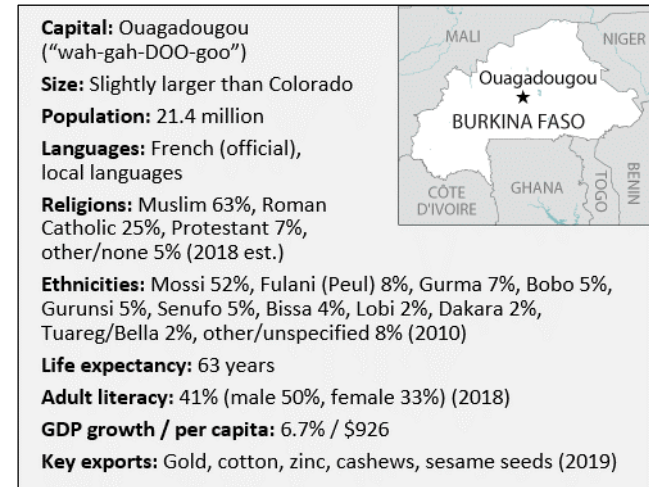 Capital: Ouagadougou
(“wah-gah-DOO-goo”)
Size: Slightly larger than Colorado
Population: 21.4 million
Languages: French (official),
local languages
Religions: Muslim 63%, Roman
Catholic 25%, Protestant 7%,
other/none 5% (2018 est.)
MALI
NIGER
Ouagadougou
BURKINA FASO
CÔTE
D'IVOIRE
GHANA
TOGO
BENIN
Ethnicities: Mossi 52%, Fulani (Peul) 8%, Gurma 7%, Bobo 5%,
Gurunsi 5%, Senufo 5%, Bissa 4%, Lobi 2%, Dakara 2%,
Tuareg/Bella 2%, other/unspecified 8% (2010)
Life expectancy: 63 years
Adult literacy: 41% (male 50%, female 33%) (2018)
GDP growth / per capita: 6.7% / $926
Key exports: Gold, cotton, zinc, cashews, sesame seeds (2019)